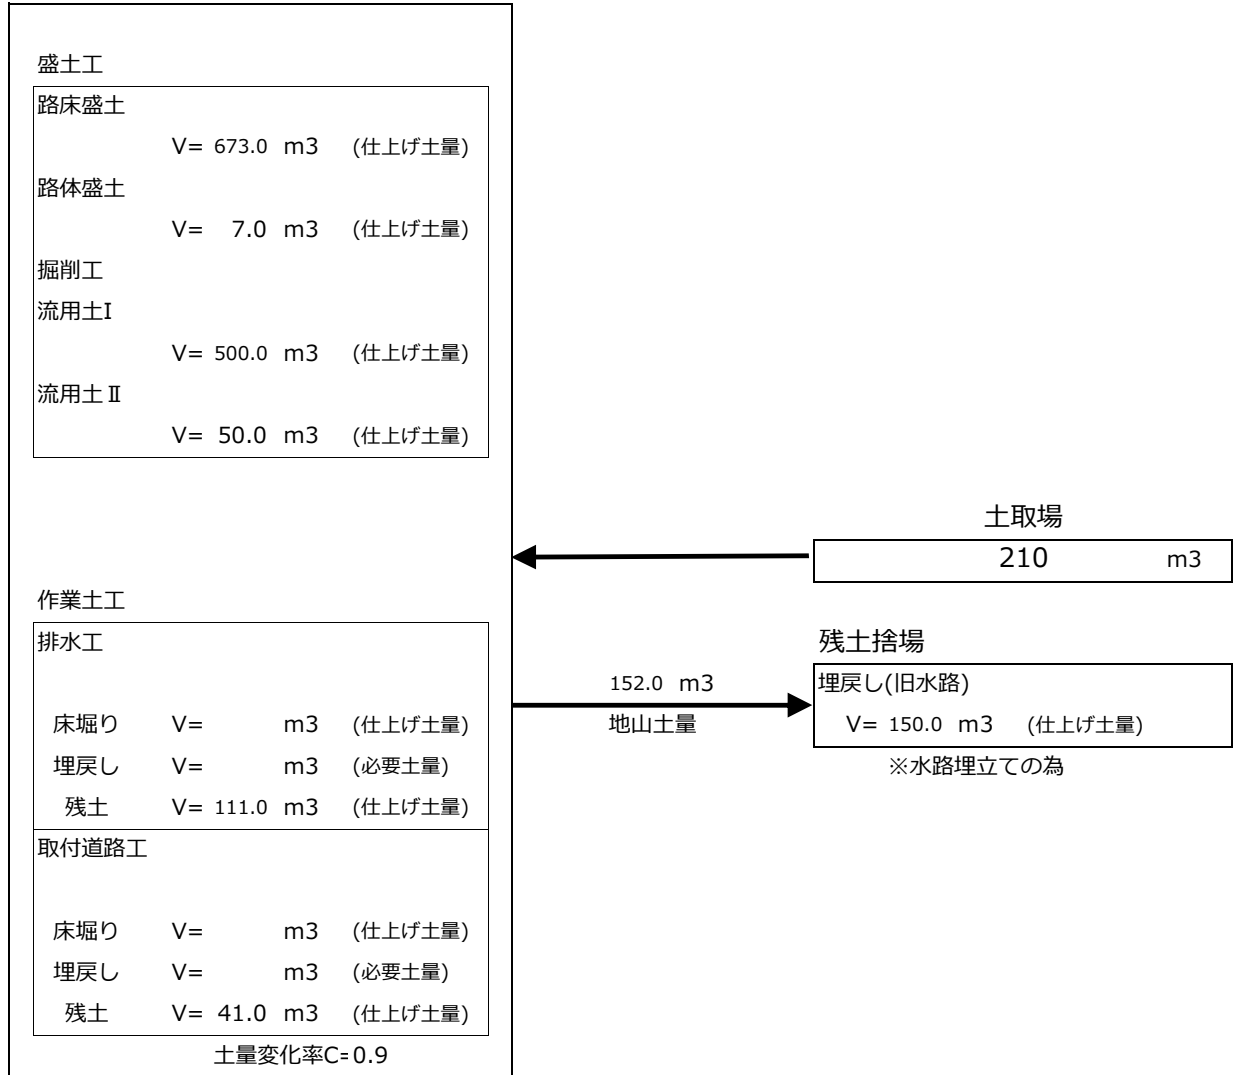 盛土工
路床盛土
V= 673.0 m3 (仕上げ土量)
路体盛土
V= 7.0 m3 (仕上げ土量)
掘削工
流用土I
V= 500.0 m3 (仕上げ土量)
流用土Ⅱ
V= 50.0 m3 (仕上げ土量)
土取場
210 m3
作業土工
排水工
床堀り V= m3 (仕上げ土量)
埋戻し V= m3 (必要土量)
残土 V= 111.0 m3 (仕上げ土量)
152.0 m3
地山土量
残土捨場
埋戻し(旧水路)
V= 150.0 m3 (仕上げ土量)
※水路埋立ての為
取付道路工
床堀り V= m3 (仕上げ土量)
埋戻し V= m3 (必要土量)
残土 V= 41.0 m3 (仕上げ土量)
土量変化率C=0.9